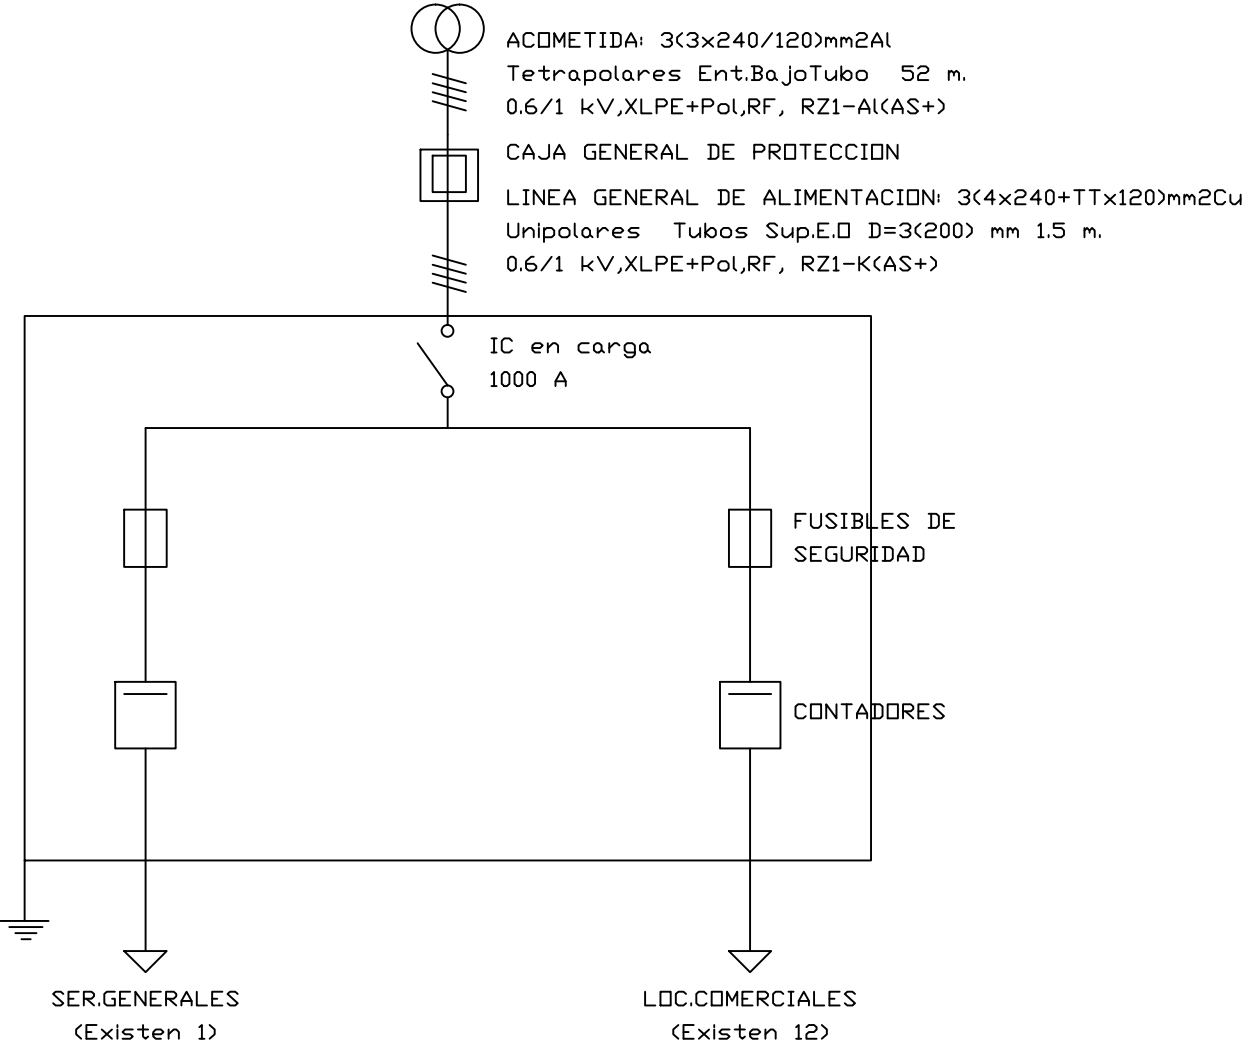 ACOMETIDA: 3(3x240/120)mm2Al
Tetrapolares Ent.BajoTubo 52 m.
0.6/1 kV,XLPE+Pol,RF, RZ1-Al(AS+)
CAJA GENERAL DE PROTECCION
LINEA GENERAL DE ALIMENTACION: 3(4x240+TTx120)mm2Cu
Unipolares Tubos Sup.E.O D=3(200) mm 1.5 m.
0.6/1 kV,XLPE+Pol,RF, RZ1-K(AS+)
IC en carga
1000 A
FUSIBLES DE
SEGURIDAD
CONTADORES
SER.GENERALES
(Existen 1)
LOC.COMERCIALES
(Existen 12)